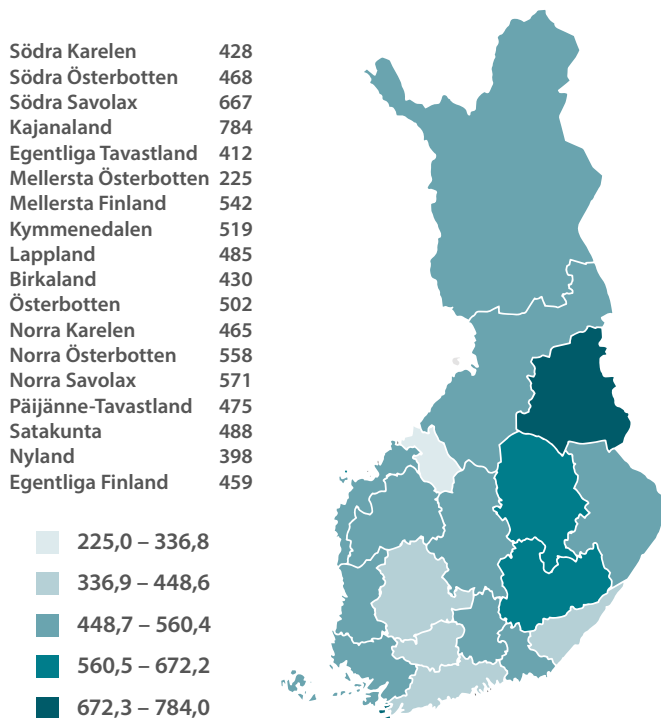 Södra Karelen 428
Södra Österbotten 468
Södra Savolax 667
Kajanaland 784
Egentliga Tavastland 412
Mellersta Österbotten 225
Mellersta Finland 542
Kymmenedalen 519
Lappland 485
Birkaland 430
Österbotten 502
Norra Karelen 465
Norra Österbotten 558
Norra Savolax 571
Päijänne-Tavastland 475
Satakunta 488
Nyland 398
Egentliga Finland 459
225,0 – 336,8
336,9 – 448,6
448,7 – 560,4
560,5 – 672,2
672,3 – 784,0